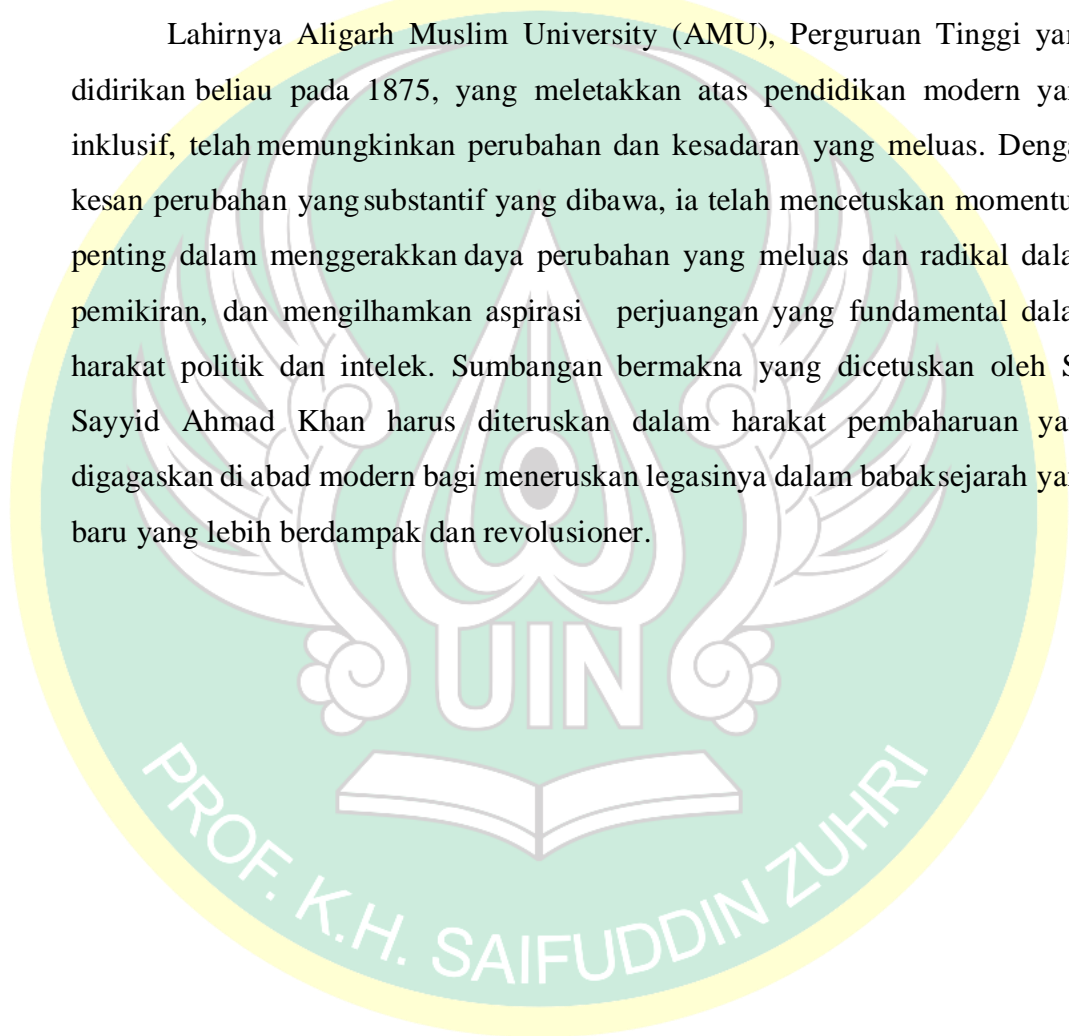 Lahirnya Aligarh Muslim University (AMU), Perguruan Tinggi yan
didirikan beliau pada 1875, yang meletakkan atas pendidikan modern yan
inklusif, telah memungkinkan perubahan dan kesadaran yang meluas. Denga
kesan perubahan yang substantif yang dibawa, ia telah mencetuskan momentu
penting dalam menggerakkan daya perubahan yang meluas dan radikal dala
pemikiran, dan mengilhamkan aspirasi perjuangan yang fundamental dala
harakat politik dan intelek. Sumbangan bermakna yang dicetuskan oleh S
Sayyid Ahmad Khan harus diteruskan dalam harakat pembaharuan yan
digagaskan di abad modern bagi meneruskan legasinya dalam babak sejarah yan
baru yang lebih berdampak dan revolusioner.
UIN
PROF. K.H. SAIFUDDIN ZUHRI